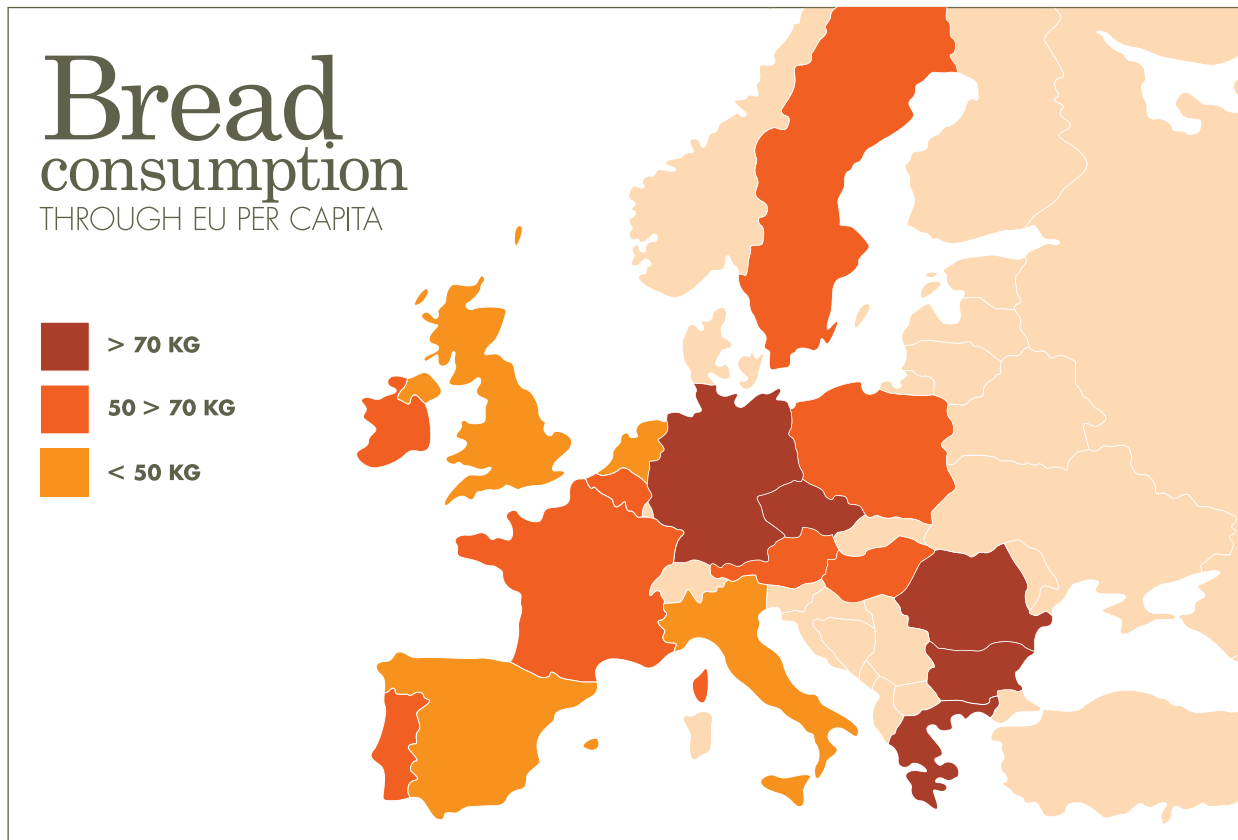 Bread
consumption
THROUGH EU PER CAPITA
> 70 KG
50 > 70 KG
< 50 KG